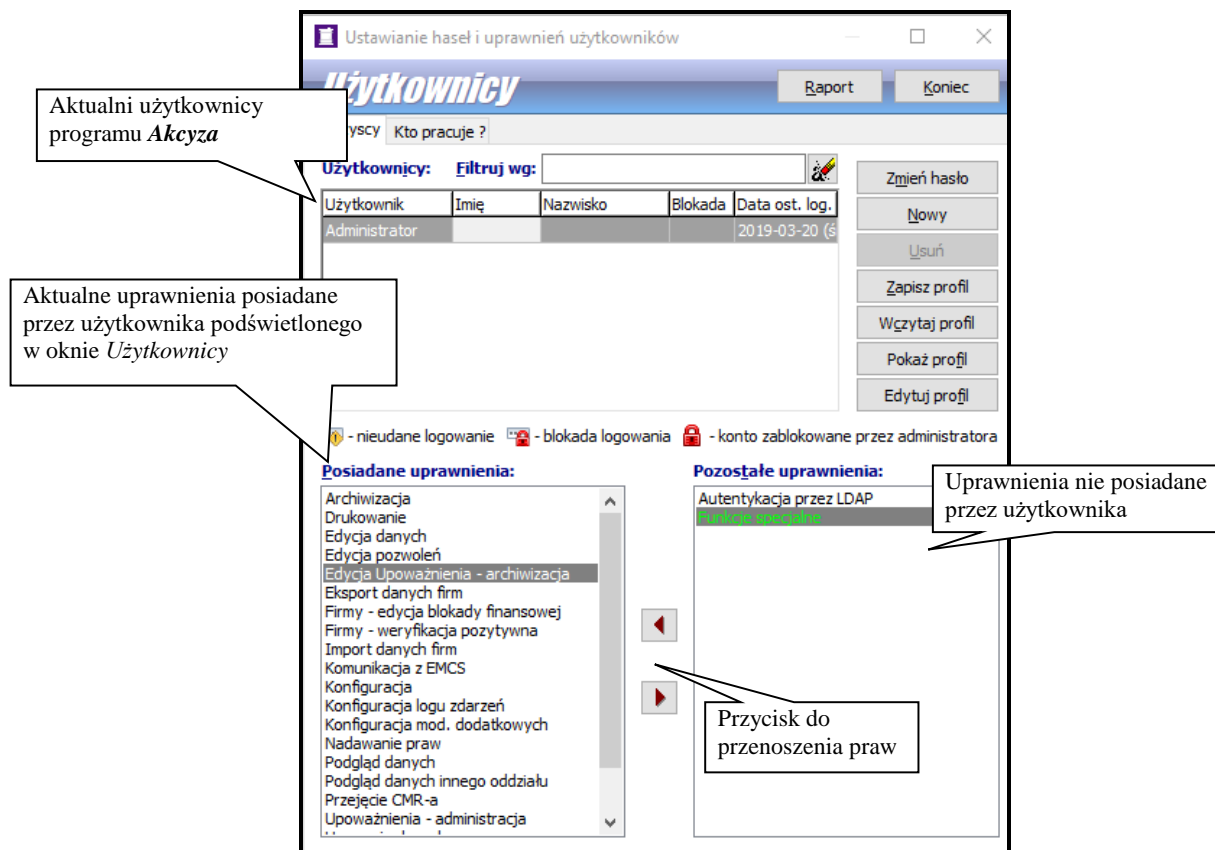 Ustawianie haseł i uprawnień użytkowników
Użytkownicy
Raport
Koniec
Aktualni użytkownicy
programu Akcyza
Kto pracuje ?
Użytkownicy:
Filtruj wg:
Zmień hasło
Nowy
Usuń
Zapisz profil
Wczytaj profil
Pokaż profil
Edytuj profil
Użytkownik Imię Nazwisko Blokada Data ost. log.
Administrator 2019-03-20 (ś
Aktualne uprawnienia posiadane
przez użytkownika podświetlonego
w oknie Użytkownicy
- nieudane logowanie - blokada logowania - konto zablokowane przez administratora
Posiadane uprawnienia:
Archiwizacja
Drukowanie
Edycja danych
Edycja pozwoleń
Edycja Upoważnienia - archiwizacja
Eksport danych firm
Firmy - edycja blokady finansowej
Firmy - weryfikacja pozytywna
Import danych firm
Komunikacja z EMCS
Konfiguracja
Konfiguracja logu zdarzeń
Konfiguracja mod. dodatkowych
Nadawanie praw
Podgląd danych
Podgląd danych innego oddziału
Przejęcie CMR-a
Upoważnienia - administracja
Pozostałe uprawnienia:
Autentykacja przez LDAP
Funkcje specjalne
Uprawnienia nie posiadane
przez użytkownika
Przycisk do
przenoszenia praw